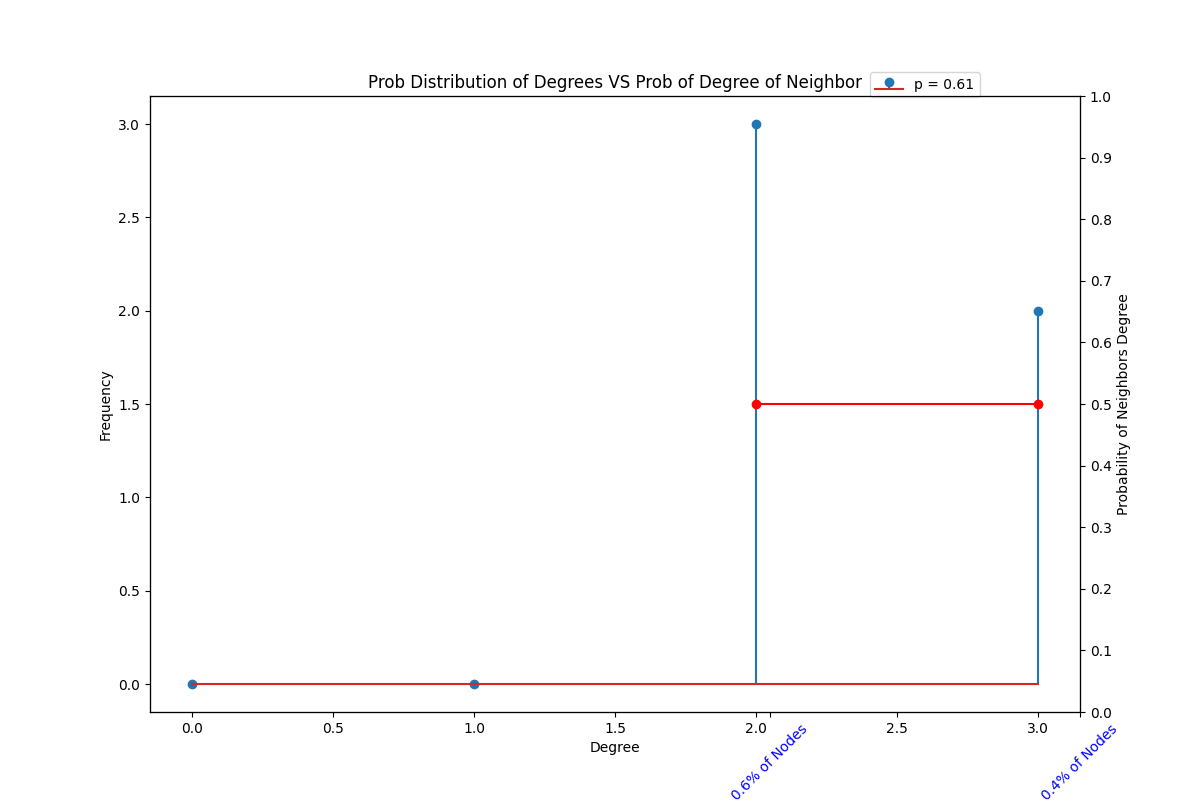 Prob Distribution of Degrees VS Prob of Degree of Neighbor
p = 0.61
3.0
2.5
2.0
1.5
1.0
0.5
0.0
Frequency
1.0
0.9
0.8
0.7
0.6
0.5
0.4
0.3
0.2
0.1
0.0
Probability of Neighbors Degree
0.0 0.5 1.0 1.5 2.0 2.5 3.0
Degree
0.6% of Nodes
0.4% of Nodes